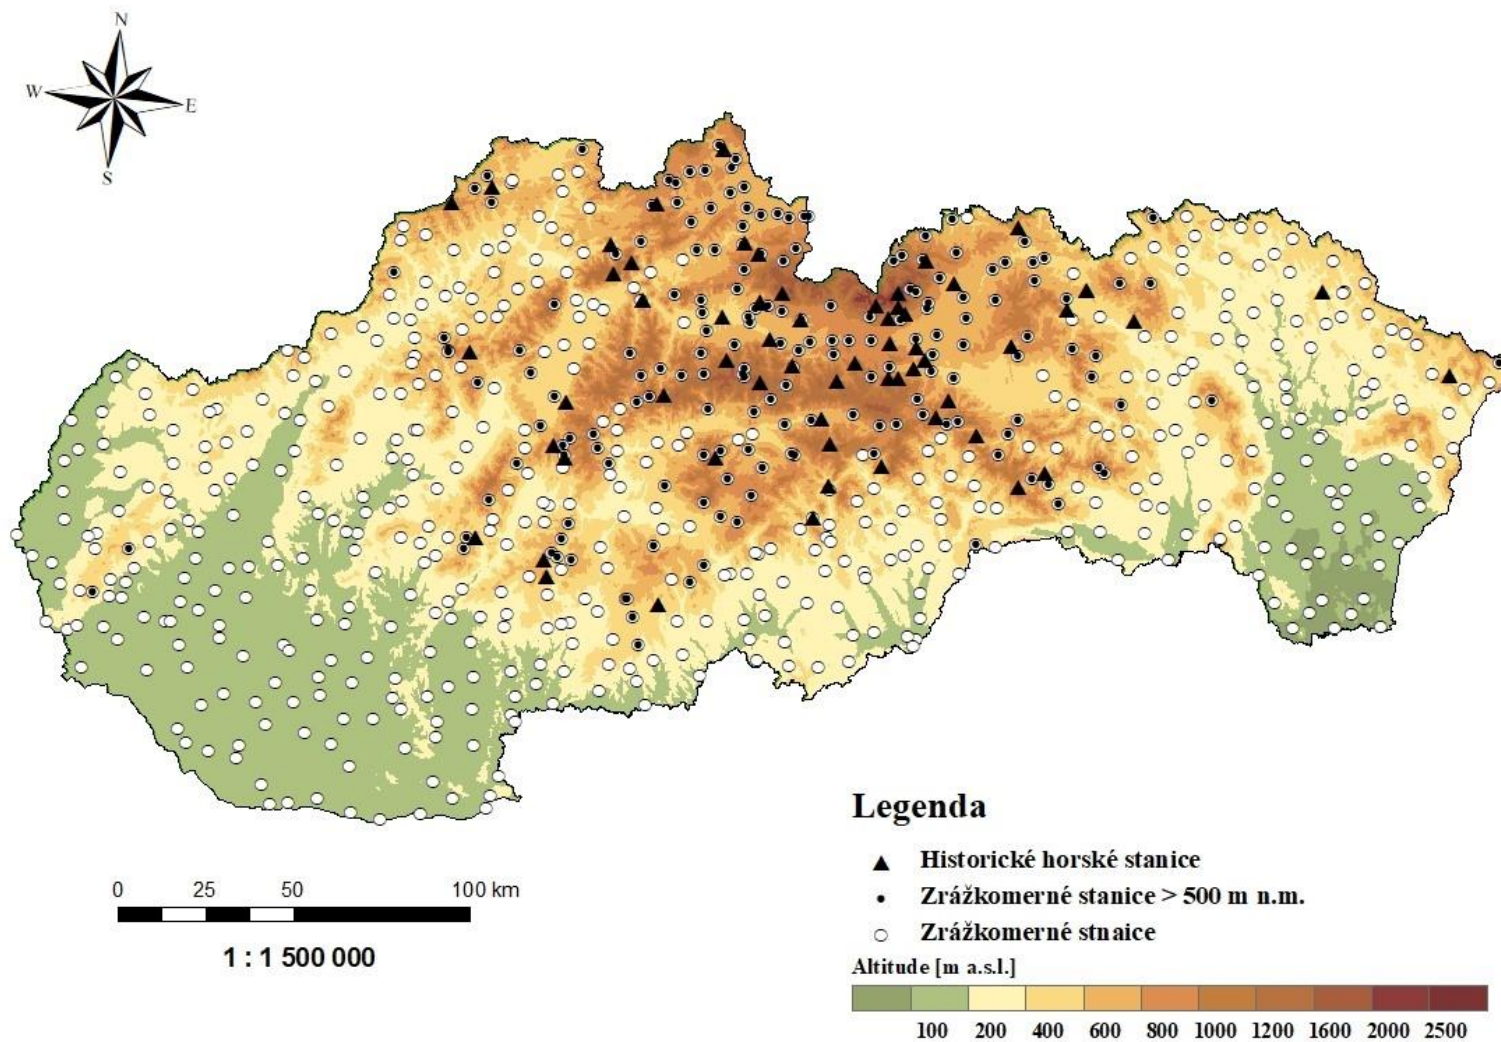 N
W
E
S
Legenda
Historické horské stanice
Zrážkomerné stanice > 500 m n.m.
Zrážkomerné stnaice
Altitude [m a.s.l.]
100 200 400 600 800 1000 1200 1600 2000 2500
0 25 50 100 km
1 : 1 500 000